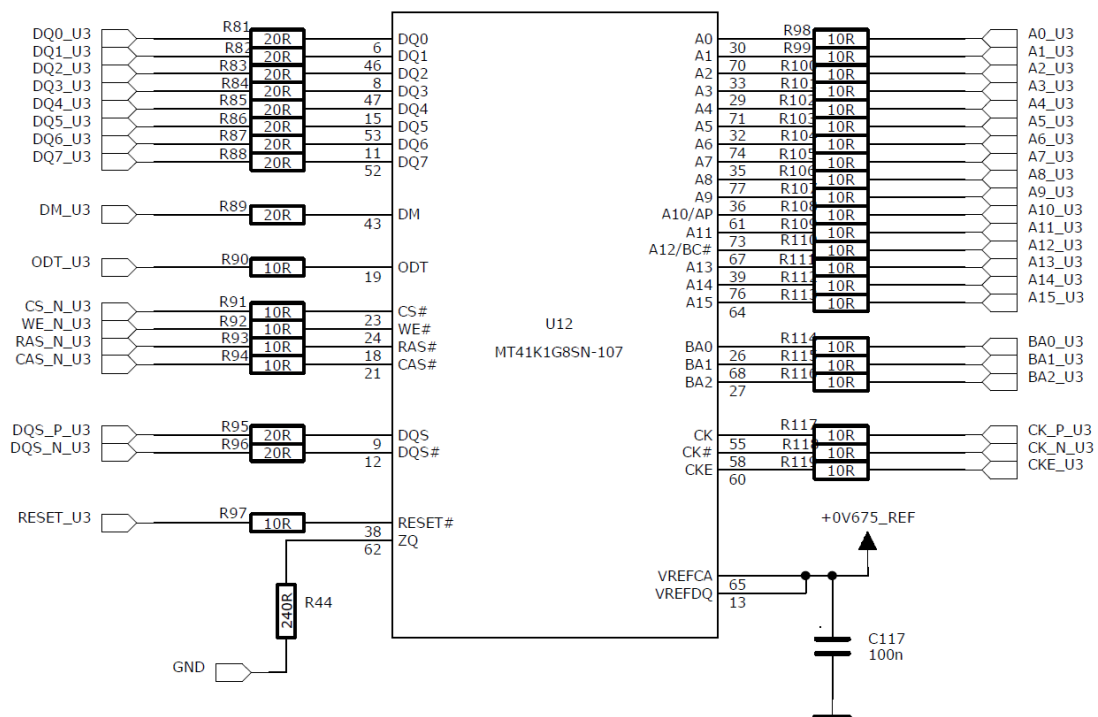 DQ0_U3 R81 20R DQ0 6
DQ1_U3 R82 20R DQ1 46
DQ2_U3 R83 20R DQ2 8
DQ3_U3 R84 20R DQ3 47
DQ4_U3 R85 20R DQ4 15
DQ5_U3 R86 20R DQ5 53
DQ6_U3 R87 20R DQ6 11
DQ7_U3 R88 20R DQ7 52
DM_U3 R89 20R DM 43
ODT_U3 R90 10R ODT 19
CS_N_U3 R91 10R CS# 23
WE_N_U3 R92 10R WE# 24
RAS_N_U3 R93 10R RAS# 18
CAS_N_U3 R94 10R CAS# 21
DQS_P_U3 R95 20R DQS 9
DQS_N_U3 R96 20R DQS# 12
RESET_U3 R97 10R RESET# 38
ZQ 62
240R R44
GND
U12
MT41K1G8SN-107
A0 30 R98 10R A0_U3
A1 70 R99 10R A1_U3
A2 33 R100 10R A2_U3
A3 29 R101 10R A3_U3
A4 71 R102 10R A4_U3
A5 32 R103 10R A5_U3
A6 74 R104 10R A6_U3
A7 35 R105 10R A7_U3
A8 77 R106 10R A8_U3
A9 36 R107 10R A9_U3
A10/AP 61 R108 10R A10_U3
A11 73 R109 10R A11_U3
A12/BC# 67 R110 10R A12_U3
A13 39 R111 10R A13_U3
A14 76 R112 10R A14_U3
A15 64 R113 10R A15_U3
BA0 26 R114 10R BA0_U3
BA1 68 R115 10R BA1_U3
BA2 27 R116 10R BA2_U3
CK 55 R117 10R CK_P_U3
CK# 58 R118 10R CK_N_U3
CKE 60 R119 10R CKE_U3
+0V675_REF
VREFCA 65
VREFDQ 13
C117
100n